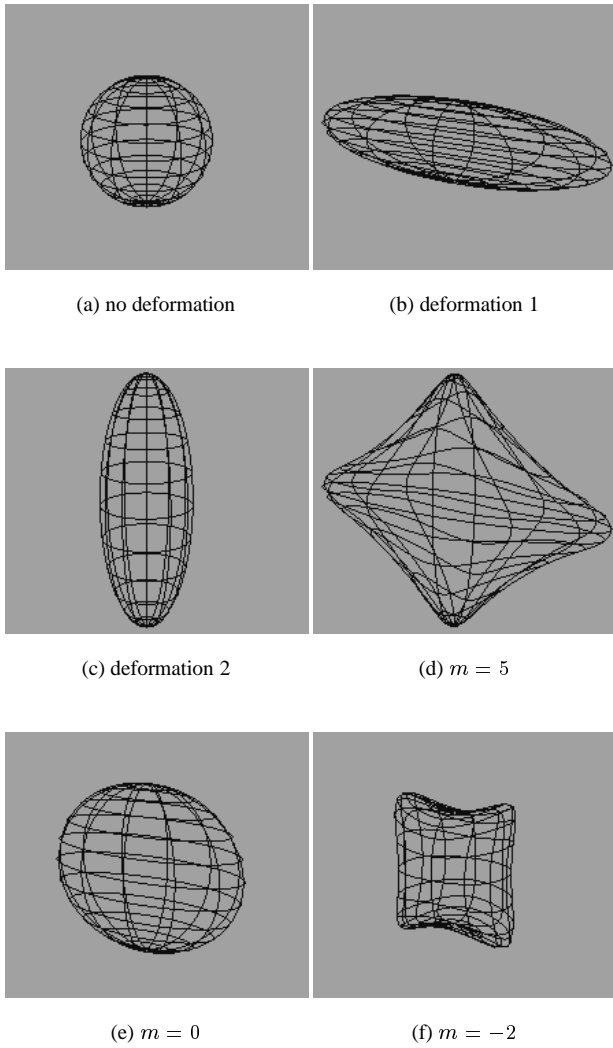 (a) no deformation
(b) deformation 1
(c) deformation 2
(d) m = 5
(e) m = 0
(f) m = −2